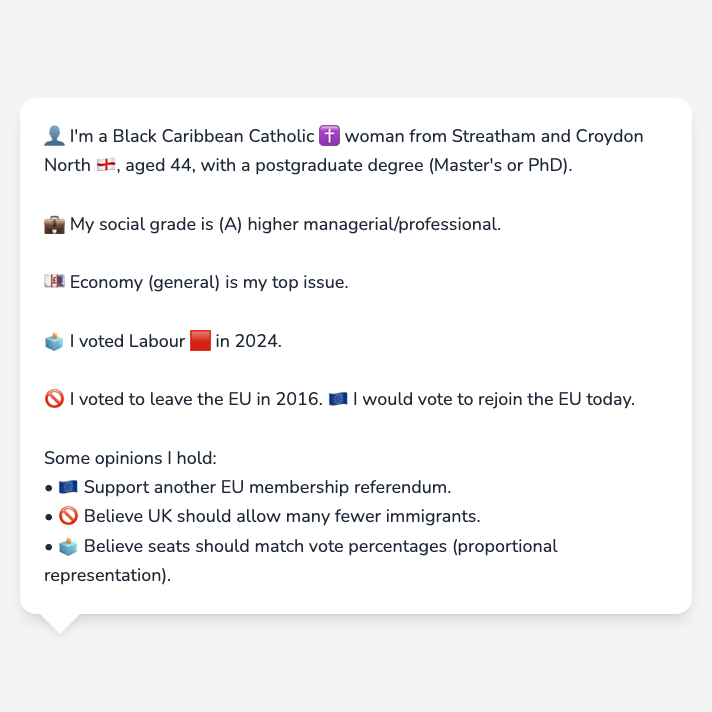 👤 I'm a Black Caribbean Catholic ✝️ woman from Streatham and Croydon
North 🏴󠁧󠁢󠁥󠁮󠁧󠁿, aged 44, with a postgraduate degree (Master's or PhD).
💼 My social grade is (A) higher managerial/professional.
💷 Economy (general) is my top issue.
🗳️ I voted Labour 🟥 in 2024.
🚫 I voted to leave the EU in 2016. 🇪🇺 I would vote to rejoin the EU today.
Some opinions I hold:
• 🇪🇺 Support another EU membership referendum.
• 🚫 Believe UK should allow many fewer immigrants.
• 🗳️ Believe seats should match vote percentages (proportional
representation).